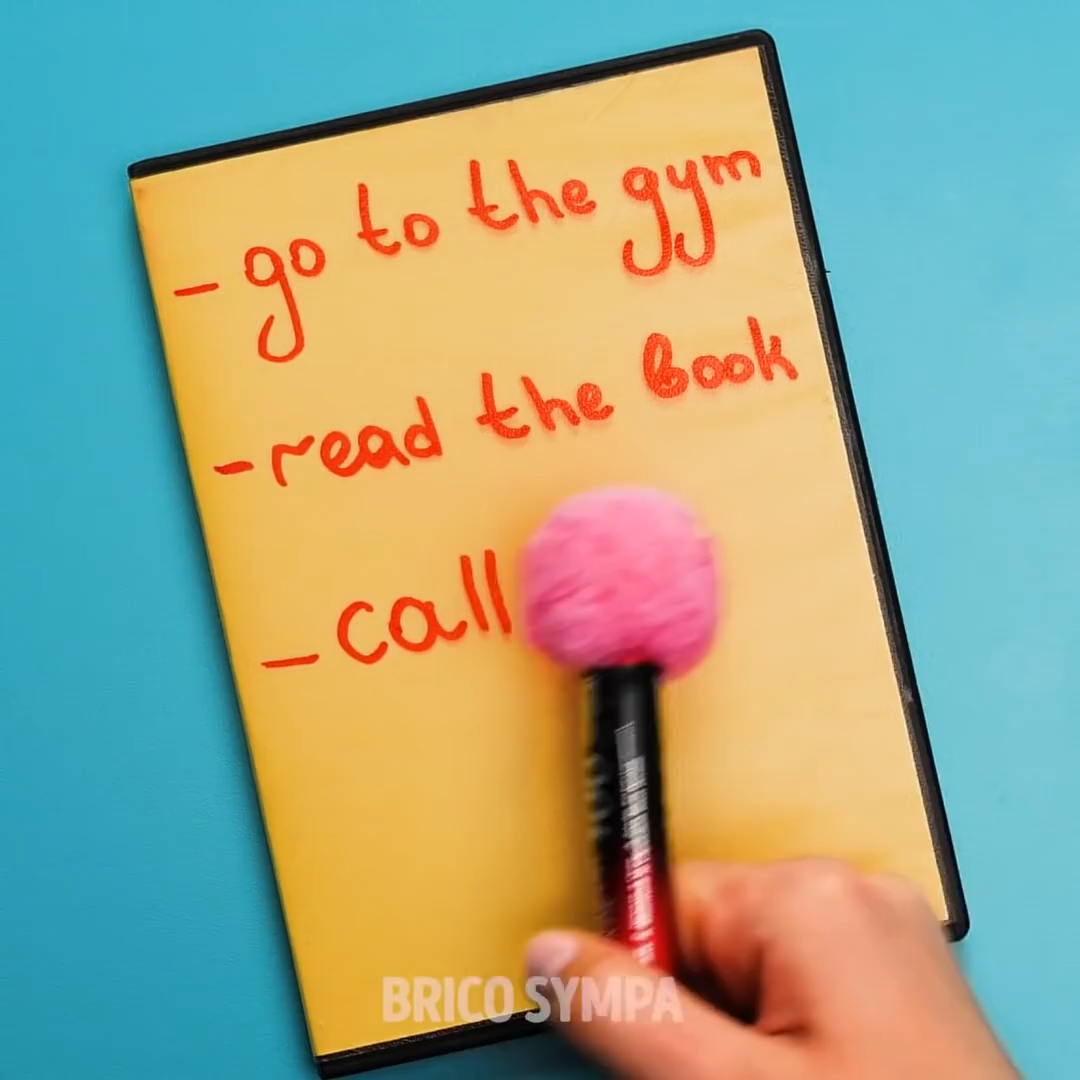 - go to the gym
- read the book
- call
BRICO SYMPA